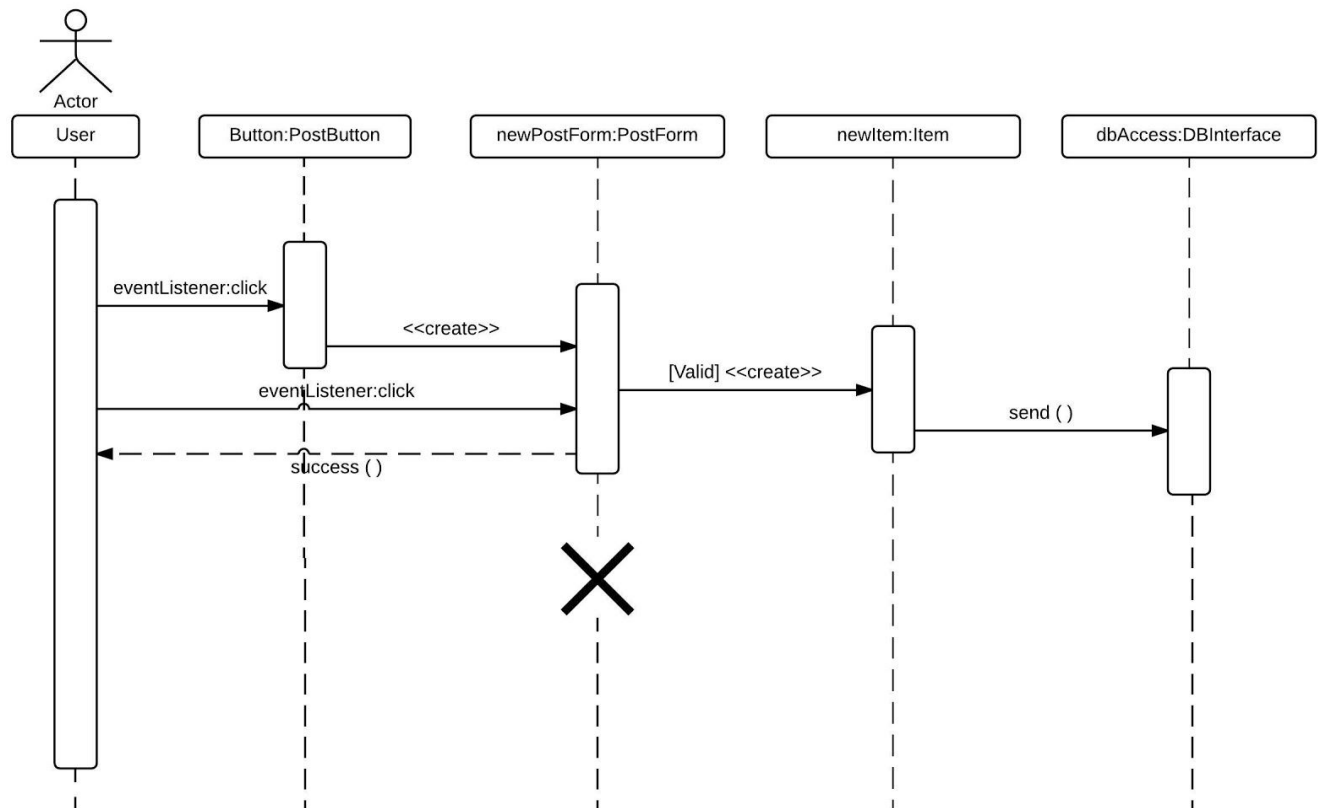 Actor
User
Button:PostButton
newPostForm:PostForm
newItem:Item
dbAccess:DBInterface
eventListener:click
<<create>>
[Valid] <<create>>
eventListener:click
send ( )
success ( )